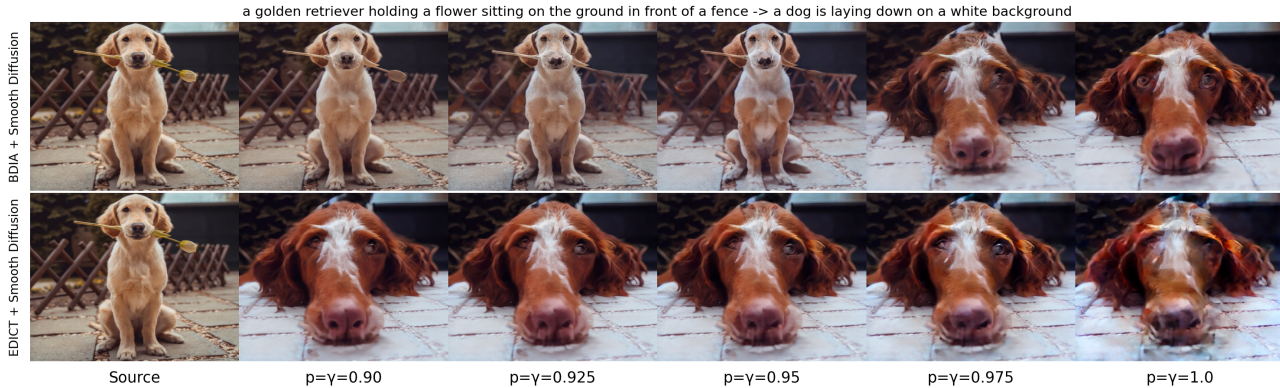 a golden retriever holding a flower sitting on the ground in front of a fence -> a dog is laying down on a white background
BDIA + Smooth Diffusion
EDICT + Smooth Diffusion
Source
p=γ=0.90
p=γ=0.925
p=γ=0.95
p=γ=0.975
p=γ=1.0